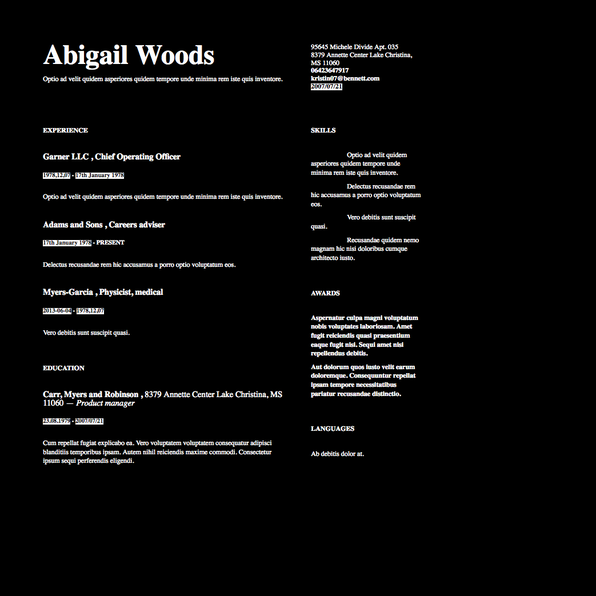 Abigail Woods
Optio ad velit quidem asperiores quidem tempore unde minima rem iste quis inventore.
95645 Michele Divide Apt. 035
8379 Annette Center Lake Christina,
MS 11060
06423647917
kristin07@bennett.com
2007/07/21
EXPERIENCE
Garner LLC , Chief Operating Officer
1978.12.07 - 17th January 1978
Optio ad velit quidem asperiores quidem tempore unde minima rem iste quis inventore.
Adams and Sons , Careers adviser
17th January 1978 - PRESENT
Delectus recusandae rem hic accusamus a porro optio voluptatum eos.
Myers-Garcia , Physicist, medical
2013-06-04 - 1978.12.07
Vero debitis sunt suscipit quasi.
EDUCATION
Carr, Myers and Robinson , 8379 Annette Center Lake Christina, MS
11060 — Product manager
23.08.1979 - 2007/07/21
Cum repellat fugiat explicabo ea. Vero voluptatem voluptatem consequatur adipisci
blanditiis temporibus ipsam. Autem nihil reiciendis maxime commodi. Consectetur
ipsum sequi perferendis eligendi.
SKILLS
Optio ad velit quidem
asperiores quidem tempore unde
minima rem iste quis inventore.
Delectus recusandae rem
hic accusamus a porro optio voluptatum
eos.
Vero debitis sunt suscipit
quasi.
Recusandae quidem nemo
magnam hic nisi doloribus cumque
architecto iusto.
AWARDS
Aspernatur culpa magni voluptatum
nobis voluptates laboriosam. Amet
fugit reiciendis quasi praesentium
eaque fugit nisi. Sequi amet nisi
repellendus debitis.
Aut dolorum quos iusto velit earum
doloremque. Consequuntur repellat
ipsam tempore necessitatibus
pariatur recusandae distinctio.
LANGUAGES
Ab debitis dolor at.